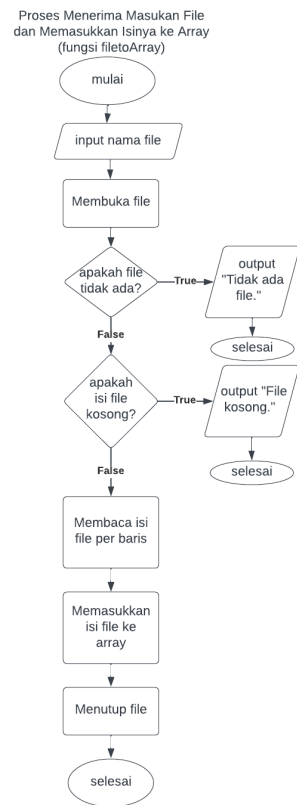 Proses Menerima Masukan File
dan Memasukkan Isinya ke Array
(fungsi filetoArray)
mulai
input nama file
Membuka file
apakah file
tidak ada?
True
output
"Tidak ada
file."
selesai
False
apakah
isi file
kosong?
True
output "File
kosong."
selesai
False
Membaca isi
file per baris
Memasukkan
isi file ke
array
Menutup file
selesai